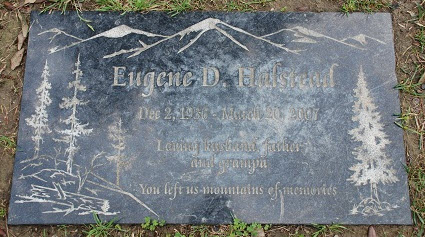 Eugene D. Halstead
Dec 2, 1936 - March 20, 2007
Loving husband, father,
and grampa
You left us mountains of memories